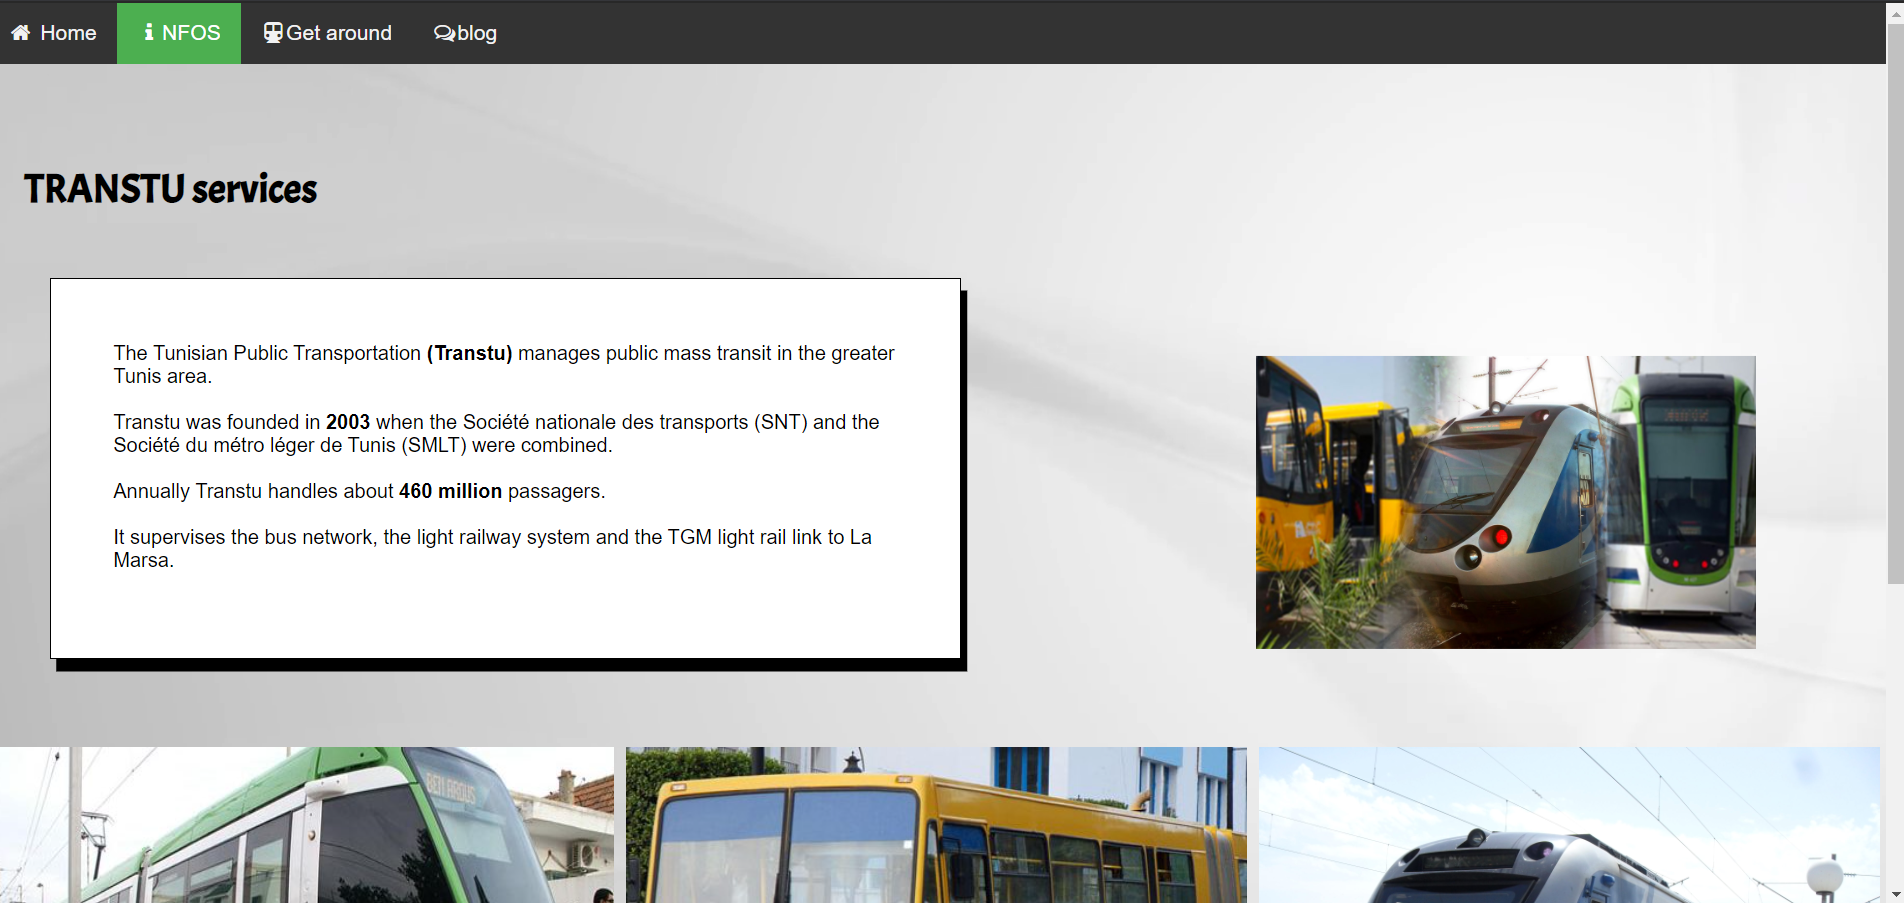 Home
NFOS
Get around
blog
TRANSTU services
The Tunisian Public Transportation (Transtu) manages public mass transit in the greater
Tunis area.
Transtu was founded in 2003 when the Société nationale des transports (SNT) and the
Société du métro léger de Tunis (SMLT) were combined.
Annually Transtu handles about 460 million passagers.
It supervises the bus network, the light railway system and the TGM light rail link to La
Marsa.
BEN AROUS